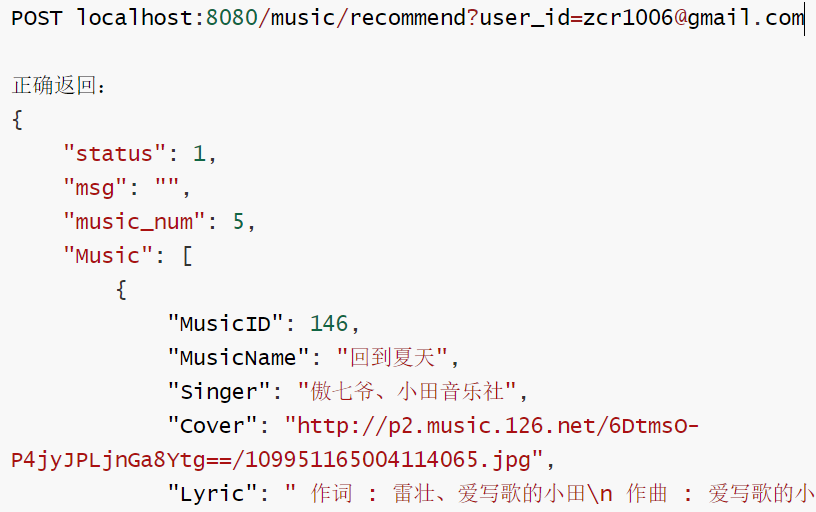 POST localhost:8080/music/recommend?user_id=zcr1006@gmail.com
正确返回：
{
"status": 1,
"msg": "",
"music_num": 5,
"Music": [
{
"MusicID": 146,
"MusicName": "回到夏天",
"Singer": "傲七爷、小田音乐社",
"Cover": "http://p2.music.126.net/6DtmsO-
P4jyJPLjnGa8Ytg==/109951165004114065.jpg",
"Lyric": " 作词 : 雷壮、爱写歌的小田\n 作曲 : 爱写歌的小